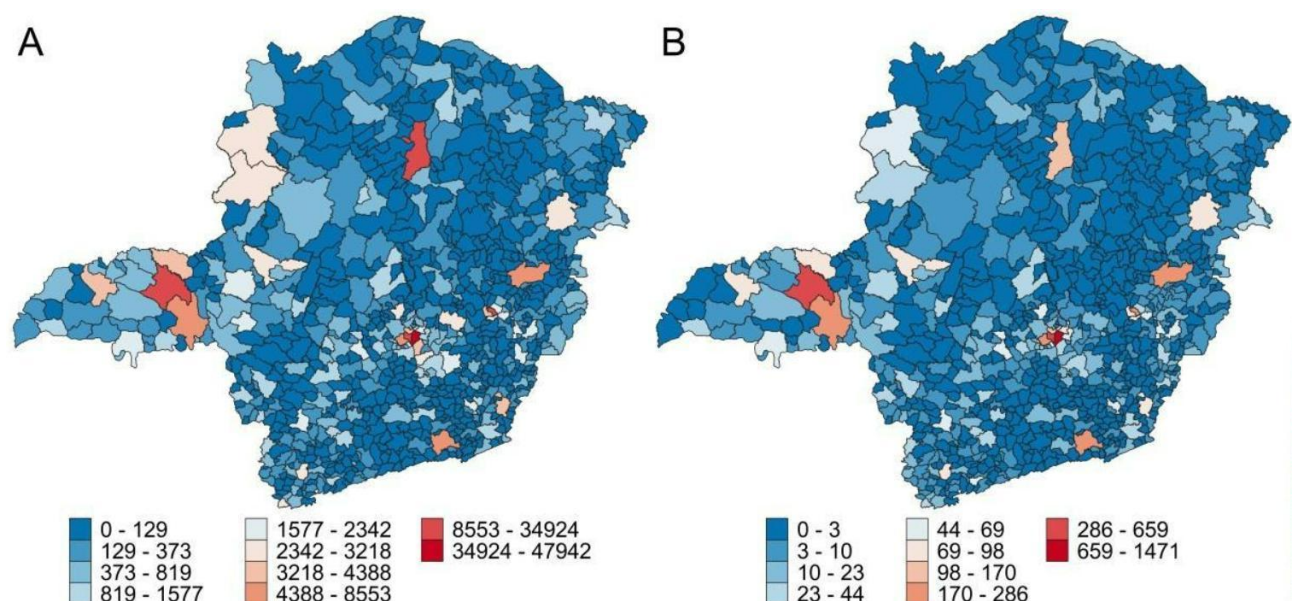 A
B
0 - 129
129 - 373
373 - 819
819 - 1577
1577 - 2342
2342 - 3218
3218 - 4388
4388 - 8553
8553 - 34924
34924 - 47942
0 - 3
3 - 10
10 - 23
23 - 44
44 - 69
69 - 98
98 - 170
170 - 286
286 - 659
659 - 1471